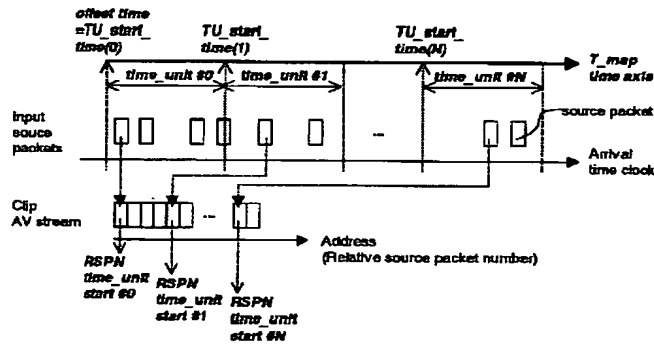 offset time
=TU_start_
time(0)
TU_start_
time(1)
TU_start_
time(N)
T_map
time axis
time_unit #0
time_unit #1
time_unit #N
Input
souce
packets
source packet
...
Arrival
time clock
Clip
AV stream
...
Address
(Relative source packet number)
RSPN
time_unit
start #0
RSPN
time_unit
start #1
RSPN
time_unit
start #N